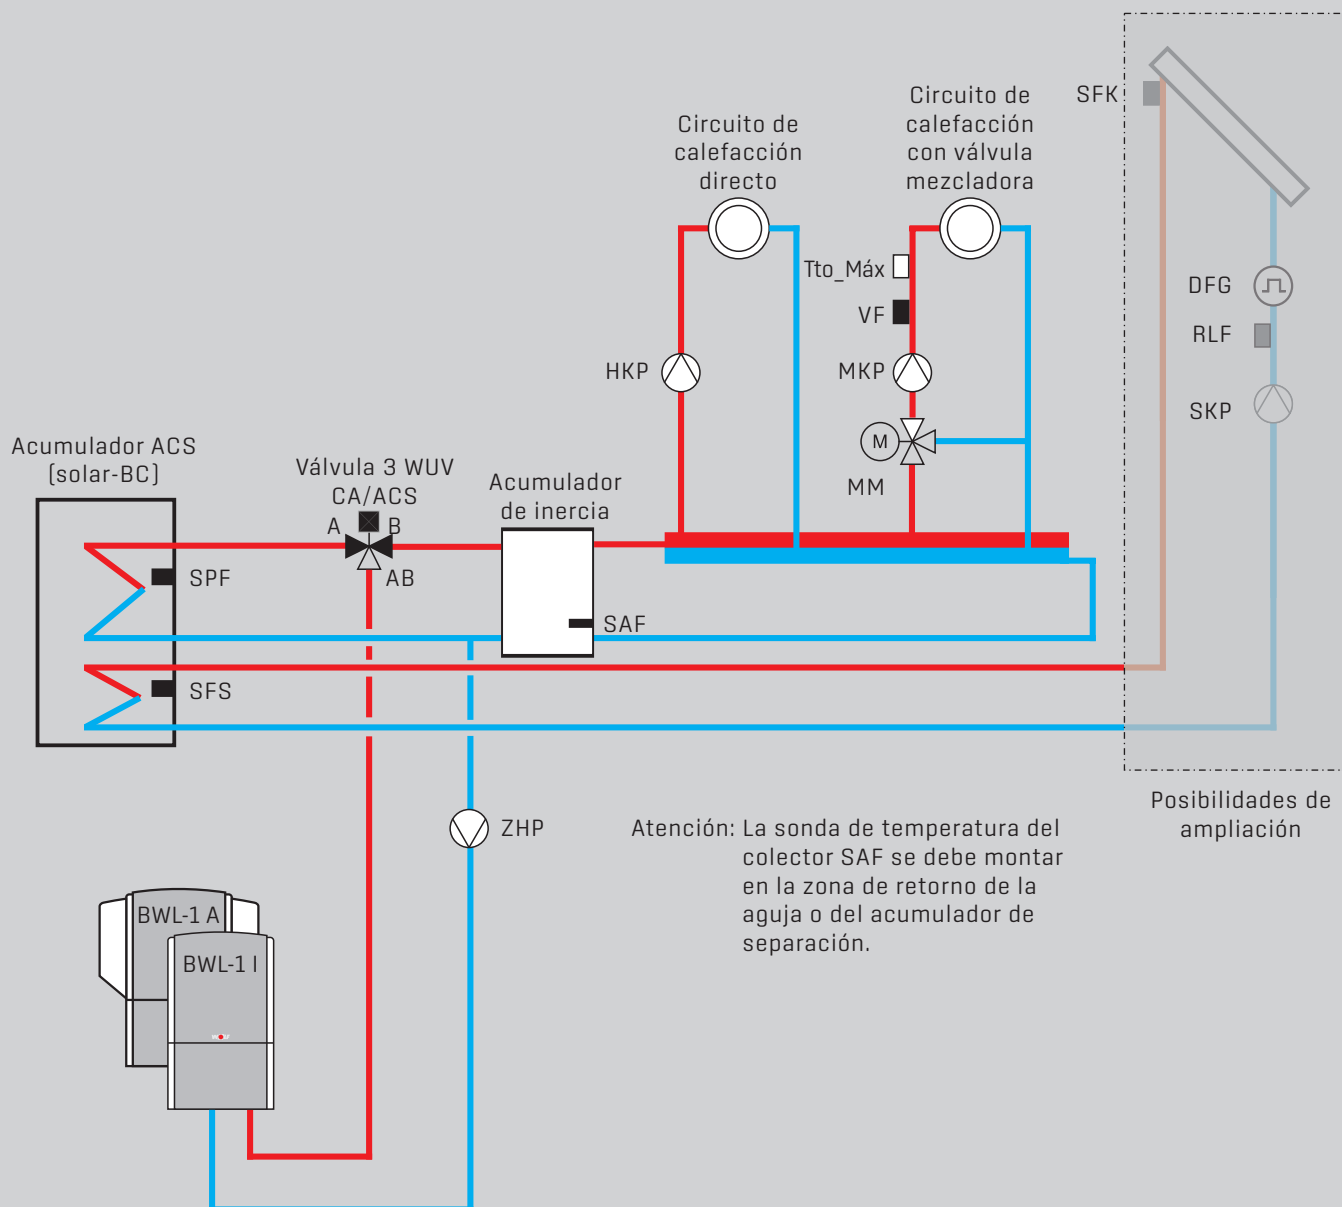 SFK
Circuito de
calefacción
con válvula
mezcladora
Circuito de
calefacción
directo
Tto_Máx
VF
DFG
RLF
HKP
MKP
SKP
M
MM
Acumulador ACS
(solar-BC)
Válvula 3 WUV
CA/ACS
A
B
AB
Acumulador
de inercia
SPF
SAF
SFS
Posibilidades de
ampliación
ZHP
Atención: La sonda de temperatura del
colector SAF se debe montar
en la zona de retorno de la
aguja o del acumulador de
separación.
BWL-1 A
BWL-1 I